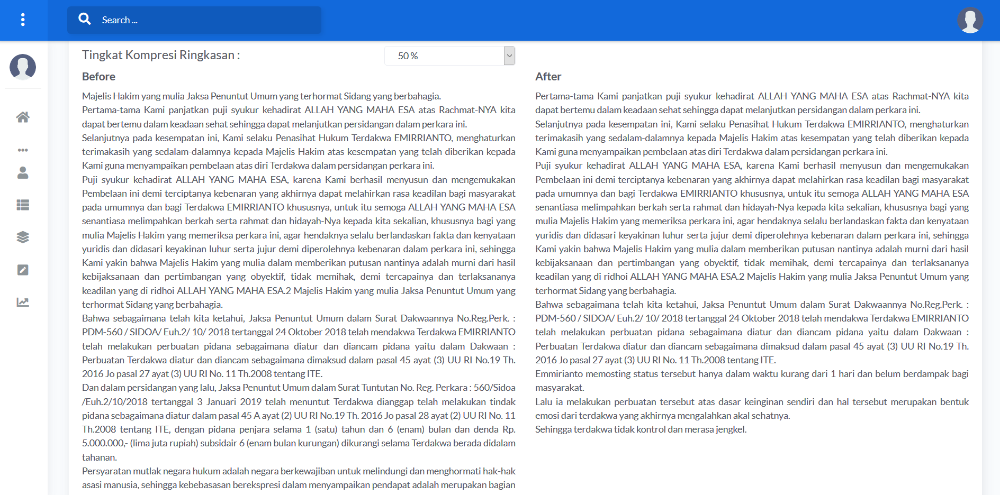 Search ...
Tingkat Kompresi Ringkasan :
50 %
Before
Majelis Hakim yang mulia Jaksa Penuntut Umum yang terhormat Sidang yang berbahagia.
Pertama-tama Kami panjatkan puji syukur kehadirat ALLAH YANG MAHA ESA atas Rachmat-NYA kita
dapat bertemu dalam keadaan sehat sehingga dapat melanjutkan persidangan dalam perkara ini.
Selanjutnya pada kesempatan ini, Kami selaku Penasihat Hukum Terdakwa EMIRRIANTO, menghaturkan
terimakasih yang sedalam-dalamnya kepada Majelis Hakim atas kesempatan yang telah diberikan kepada
Kami guna menyampaikan pembelaan atas diri Terdakwa dalam persidangan perkara ini.
Puji syukur kehadirat ALLAH YANG MAHA ESA, karena Kami berhasil menyusun dan mengemukakan
Pembelaan ini demi terciptanya kebenaran yang akhirnya dapat melahirkan rasa keadilan bagi masyarakat
pada umumnya dan bagi Terdakwa EMIRRIANTO khususnya, untuk itu semoga ALLAH YANG MAHA ESA
senantiasa melimpahkan berkah serta rahmat dan hidayah-Nya kepada kita sekalian, khususnya bagi yang
mulia Majelis Hakim yang memeriksa perkara ini, agar hendaknya selalu berlandaskan fakta dan kenyataan
yuridis dan didasari keyakinan luhur serta jujur demi diperolehnya kebenaran dalam perkara ini, sehingga
Kami yakin bahwa Majelis Hakim yang mulia dalam memberikan putusan nantinya adalah murni dari hasil
kebijaksanaan dan pertimbangan yang obyektif, tidak memihak, demi tercapainya dan terlaksananya
keadilan yang di ridhoi ALLAH YANG MAHA ESA.2 Majelis Hakim yang mulia Jaksa Penuntut Umum yang
terhormat Sidang yang berbahagia.
Bahwa sebagaimana telah kita ketahui, Jaksa Penuntut Umum dalam Surat Dakwaannya No.Reg.Perk. :
PDM-560 / SIDOA/ Euh.2/ 10/ 2018 tertanggal 24 Oktober 2018 telah mendakwa Terdakwa EMIRRIANTO
telah melakukan perbuatan pidana sebagaimana diatur dan diancam pidana yaitu dalam Dakwaan :
Perbuatan Terdakwa diatur dan diancam sebagaimana dimaksud dalam pasal 45 ayat (3) UU RI No.19 Th.
2016 Jo pasal 27 ayat (3) UU RI No. 11 Th.2008 tentang ITE.
Dan dalam persidangan yang lalu, Jaksa Penuntut Umum dalam Surat Tuntutan No. Reg. Perkara : 560/Sidoa
/Euh.2/10/2018 tertanggal 3 Januari 2019 telah menuntut Terdakwa dianggap telah melakukan tindak
pidana sebagaimana diatur dalam pasal 45 A ayat (2) UU RI No.19 Th. 2016 Jo pasal 28 ayat (2) UU RI No. 11
Th.2008 tentang ITE, dengan pidana penjara selama 1 (satu) tahun dan 6 (enam) bulan dan denda Rp.
5.000.000,- (lima juta rupiah) subsidair 6 (enam bulan kurungan) dikurangi selama Terdakwa berada didalam
tahanan.
Persyaratan mutlak negara hukum adalah negara berkewajiban untuk melindungi dan menghormati hak-hak
asasi manusia, sehingga kebebasasan berekspresi dalam menyampaikan pendapat adalah merupakan bagian
After
Pertama-tama Kami panjatkan puji syukur kehadirat ALLAH YANG MAHA ESA atas Rachmat-NYA kita
dapat bertemu dalam keadaan sehat sehingga dapat melanjutkan persidangan dalam perkara ini.
Selanjutnya pada kesempatan ini, Kami selaku Penasihat Hukum Terdakwa EMIRRIANTO, menghaturkan
terimakasih yang sedalam-dalamnya kepada Majelis Hakim atas kesempatan yang telah diberikan kepada
Kami guna menyampaikan pembelaan atas diri Terdakwa dalam persidangan perkara ini.
Puji syukur kehadirat ALLAH YANG MAHA ESA, karena Kami berhasil menyusun dan mengemukakan
Pembelaan ini demi terciptanya kebenaran yang akhirnya dapat melahirkan rasa keadilan bagi masyarakat
pada umumnya dan bagi Terdakwa EMIRRIANTO khususnya, untuk itu semoga ALLAH YANG MAHA ESA
senantiasa melimpahkan berkah serta rahmat dan hidayah-Nya kepada kita sekalian, khususnya bagi yang
mulia Majelis Hakim yang memeriksa perkara ini, agar hendaknya selalu berlandaskan fakta dan kenyataan
yuridis dan didasari keyakinan luhur serta jujur demi diperolehnya kebenaran dalam perkara ini, sehingga
Kami yakin bahwa Majelis Hakim yang mulia dalam memberikan putusan nantinya adalah murni dari hasil
kebijaksanaan dan pertimbangan yang obyektif, tidak memihak, demi tercapainya dan terlaksananya
keadilan yang di ridhoi ALLAH YANG MAHA ESA.2 Majelis Hakim yang mulia Jaksa Penuntut Umum yang
terhormat Sidang yang berbahagia.
Bahwa sebagaimana telah kita ketahui, Jaksa Penuntut Umum dalam Surat Dakwaannya No.Reg.Perk. :
PDM-560 / SIDOA/ Euh.2/ 10/ 2018 tertanggal 24 Oktober 2018 telah mendakwa Terdakwa EMIRRIANTO
telah melakukan perbuatan pidana sebagaimana diatur dan diancam pidana yaitu dalam Dakwaan :
Perbuatan Terdakwa diatur dan diancam sebagaimana dimaksud dalam pasal 45 ayat (3) UU RI No.19 Th.
2016 Jo pasal 27 ayat (3) UU RI No. 11 Th.2008 tentang ITE.
Emmirianto memosting status tersebut hanya dalam waktu kurang dari 1 hari dan belum berdampak bagi
masyarakat.
Lalu ia melakukan perbuatan tersebut atas dasar keinginan sendiri dan hal tersebut merupakan bentuk
emosi dari terdakwa yang akhirnya mengalahkan akal sehatnya.
Sehingga terdakwa tidak kontrol dan merasa jengkel.